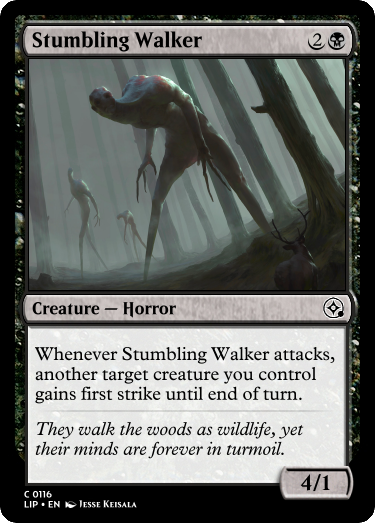 Stumbling Walker 2
Creature — Horror
Whenever Stumbling Walker attacks,
another target creature you control
gains first strike until end of turn.
They walk the woods as wildlife, yet
their minds are forever in turmoil.
4/1
C 0116
LIP • EN Jesse Keisala